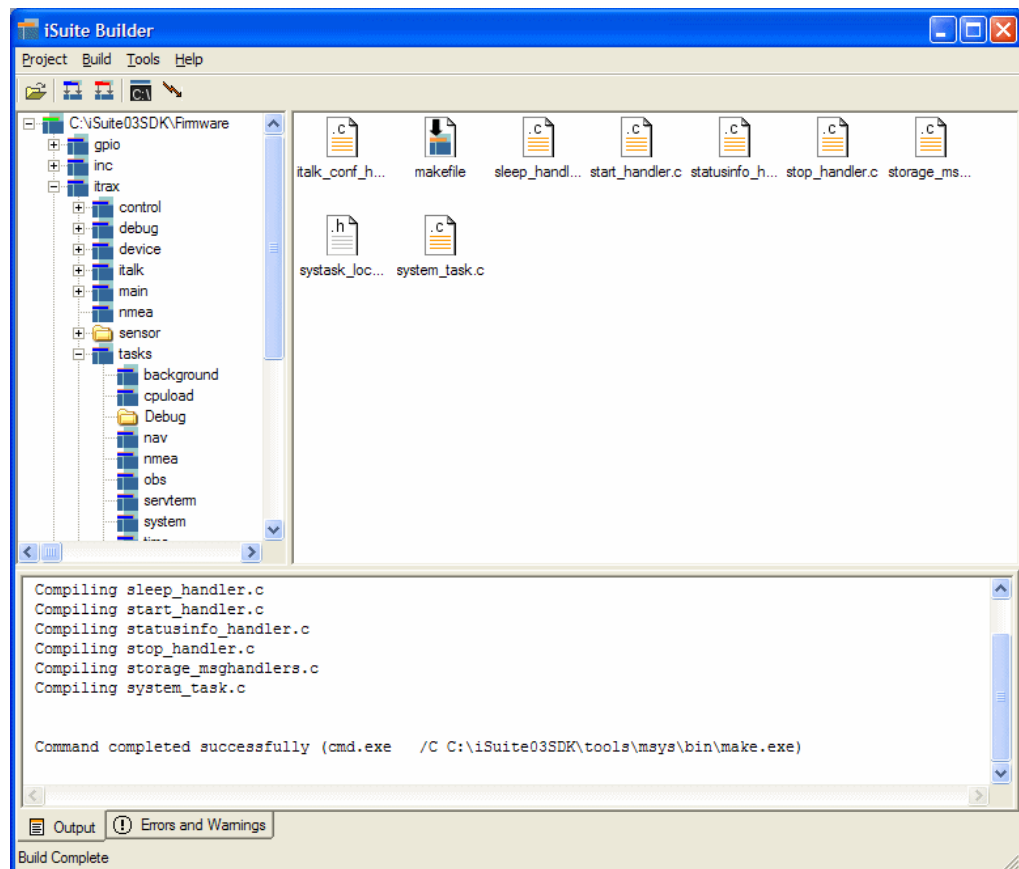 iSuite Builder
Project Build Tools Help
C:\
C:\iSuite03SDK\Firmware
gpio
inc
itrax
control
debug
device
italk
main
nmea
sensor
tasks
background
cpuload
Debug
nav
nmea
obs
servterm
system
time
.c .c .c .c .c .c
italk_conf_h... makefile sleep_handl... start_handler.c statusinfo_h... stop_handler.c storage_ms...
.h .c
systask_loc... system_task.c
Compiling sleep_handler.c
Compiling start_handler.c
Compiling statusinfo_handler.c
Compiling stop_handler.c
Compiling storage_msghandlers.c
Compiling system_task.c
Command completed successfully (cmd.exe /C C:\iSuite03SDK\tools\msys\bin\make.exe)
Output Errors and Warnings
Build Complete